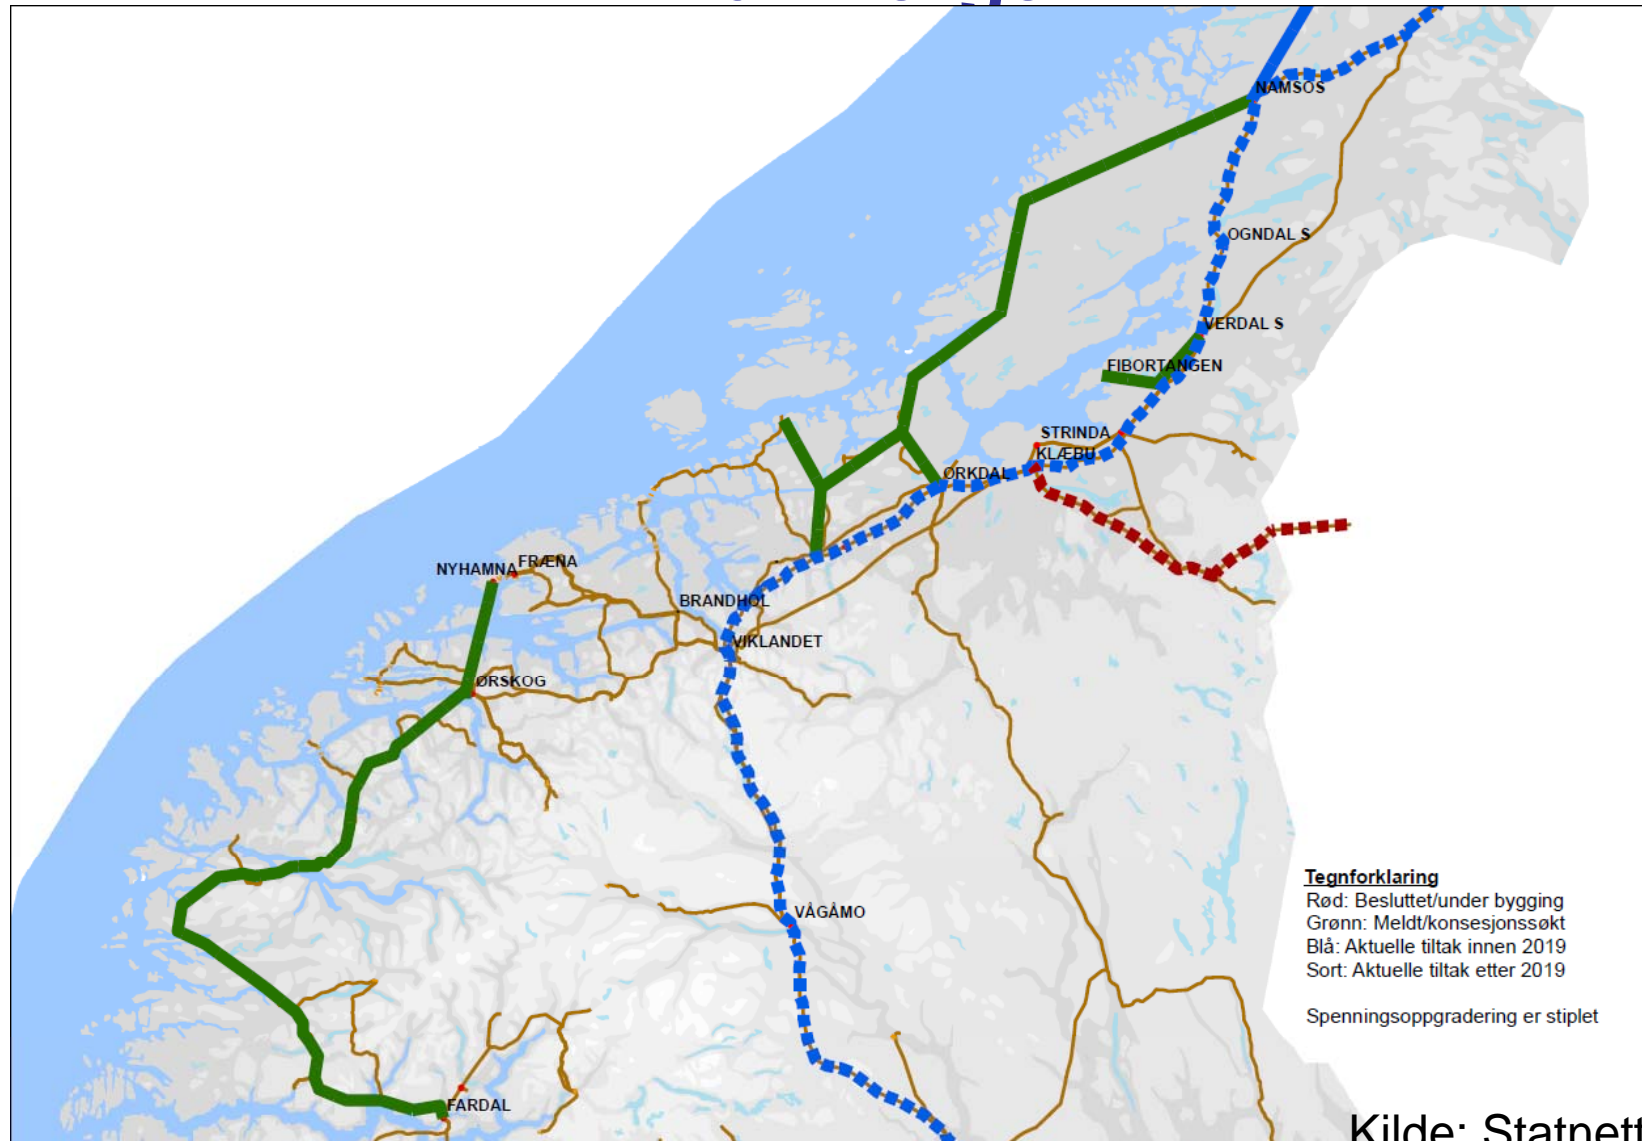 NAMSOS
OGNDAL S
VERDAL S
FIBORTANGEN
STRINDA
KLÆBU
ORKDAL
NYHAMNA
FRÆNA
BRANDHOL
VIKLANDET
ØRSKOG
VÅGÅMO
FARDAL
Tegnforklaring
Rød: Besluttet/under bygging
Grønn: Meldt/konsesjonssøkt
Blå: Aktuelle tiltak innen 2019
Sort: Aktuelle tiltak etter 2019
Spenningsoppgradering er stiplet
Kilde: Statnett